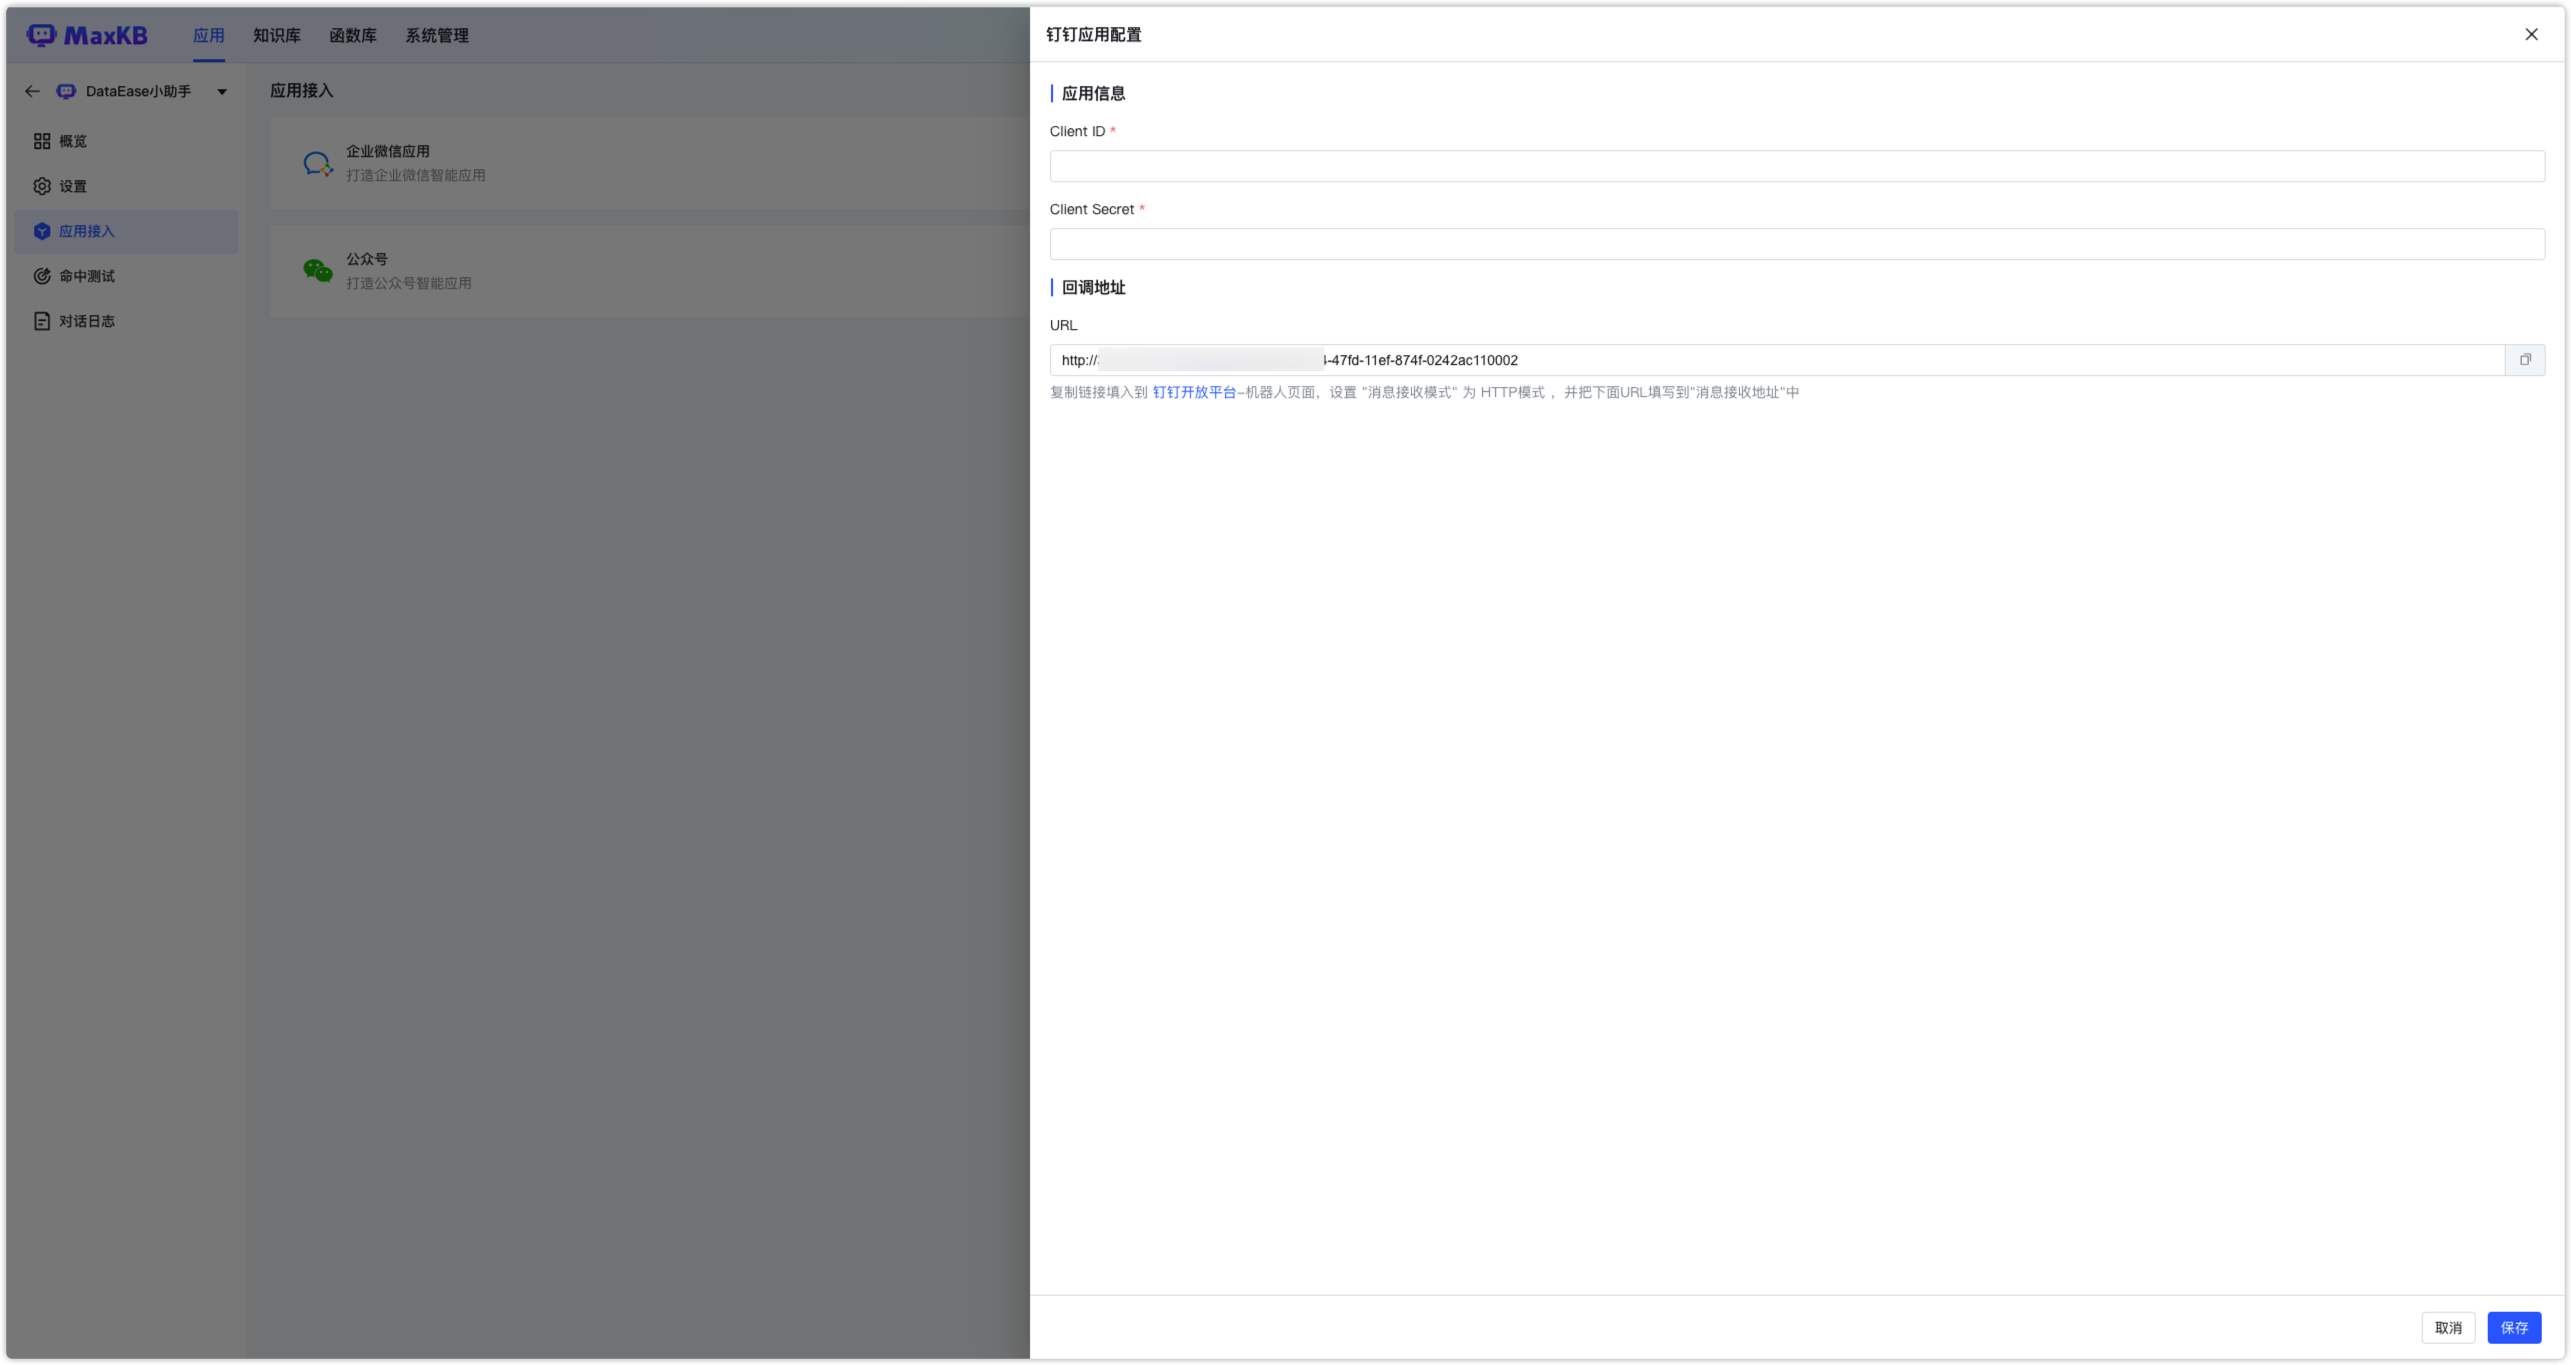 MaxKB
应用
知识库
函数库
系统管理
DataEase小助手
概览
设置
应用接入
命中测试
对话日志
应用接入
企业微信应用
打造企业微信智能应用
公众号
打造公众号智能应用
钉钉应用配置
应用信息
Client ID *
Client Secret *
回调地址
URL
http:// -47fd-11ef-874f-0242ac110002
复制链接填入到 钉钉开放平台-机器人页面，设置 "消息接收模式" 为 HTTP模式 ，并把下面URL填写到"消息接收地址"中
取消
保存